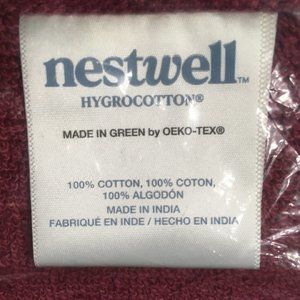 nestwell™
HYGROCOTTON®
MADE IN GREEN by OEKO-TEX®
100% COTTON, 100% COTON,
100% ALGODÓN
MADE IN INDIA
FABRIQUÉ EN INDE / HECHO EN INDIA